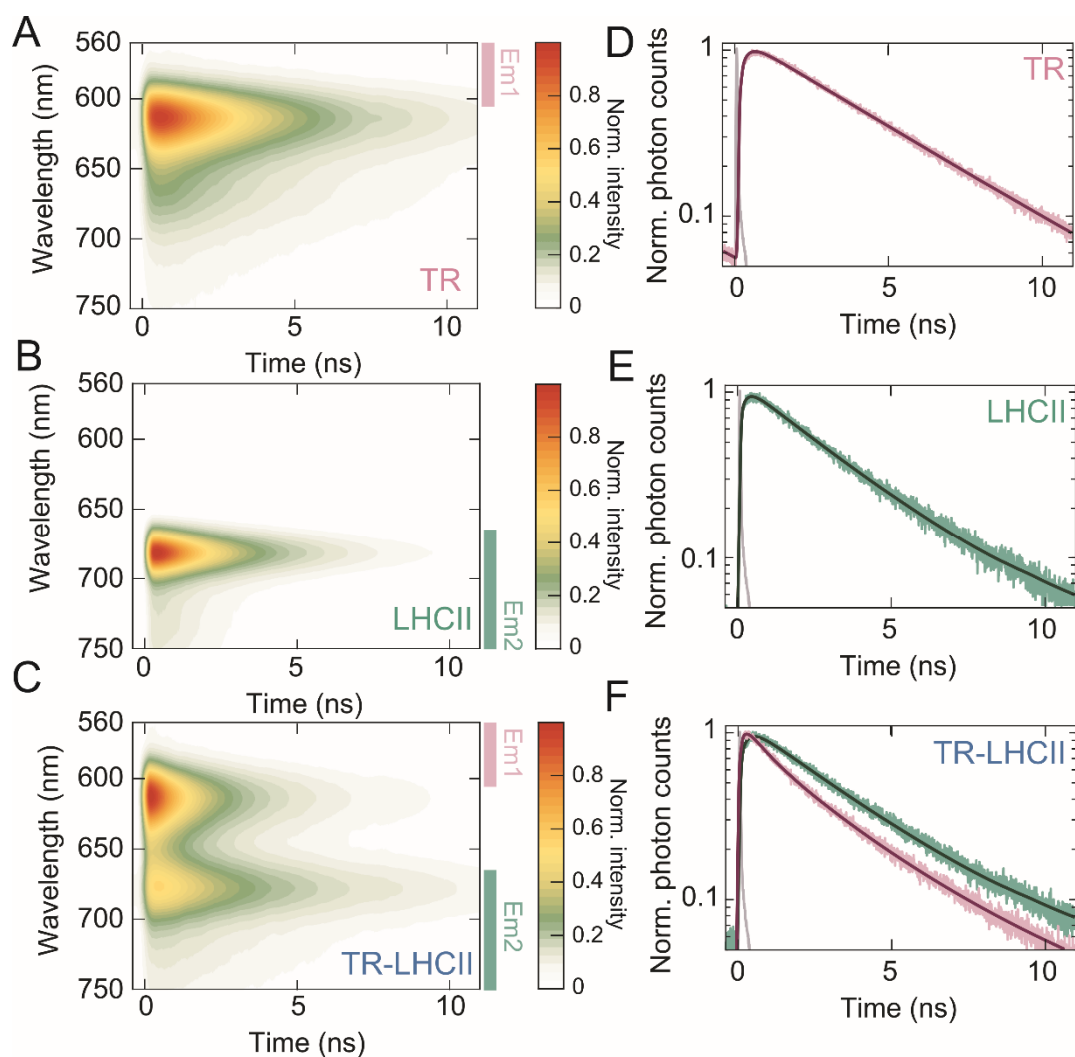 A
560
600
650
700
750
Wavelength (nm)
0
5
10
Time (ns)
TR
Em1
0.8
0.6
0.4
0.2
0
Norm. intensity
D
1
0.1
Norm. photon counts
0
5
10
Time (ns)
TR
B
560
600
650
700
750
Wavelength (nm)
0
5
10
Time (ns)
LHCII
Em2
0.8
0.6
0.4
0.2
0
Norm. intensity
E
1
0.1
Norm. photon counts
0
5
10
Time (ns)
LHCII
C
560
600
650
700
750
Wavelength (nm)
0
5
10
Time (ns)
TR-LHCII
Em1
Em2
0.8
0.6
0.4
0.2
0
Norm. intensity
F
1
0.1
Norm. photon counts
0
5
10
Time (ns)
TR-LHCII